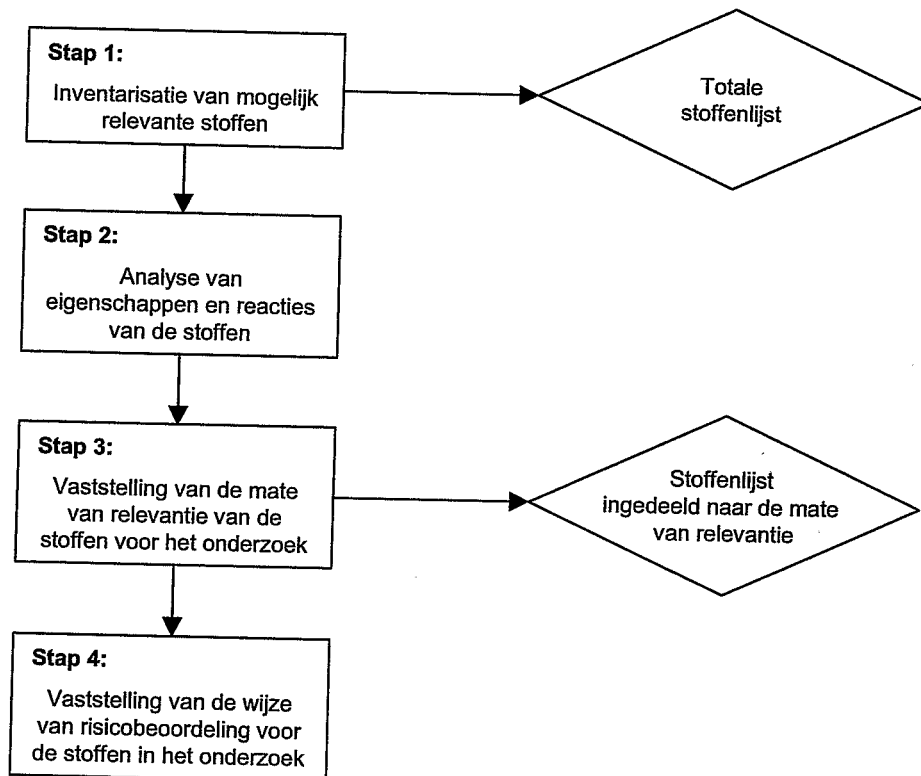 Stap 1:
Inventarisatie van mogelijk
relevante stoffen
Totale
stoffenlijst
Stap 2:
Analyse van
eigenschappen en reacties
van de stoffen
Stap 3:
Vaststelling van de mate
van relevantie van de
stoffen voor het onderzoek
Stoffenlijst
ingedeeld naar de mate
van relevantie
Stap 4:
Vaststelling van de wijze
van risicobeoordeling voor
de stoffen in het onderzoek